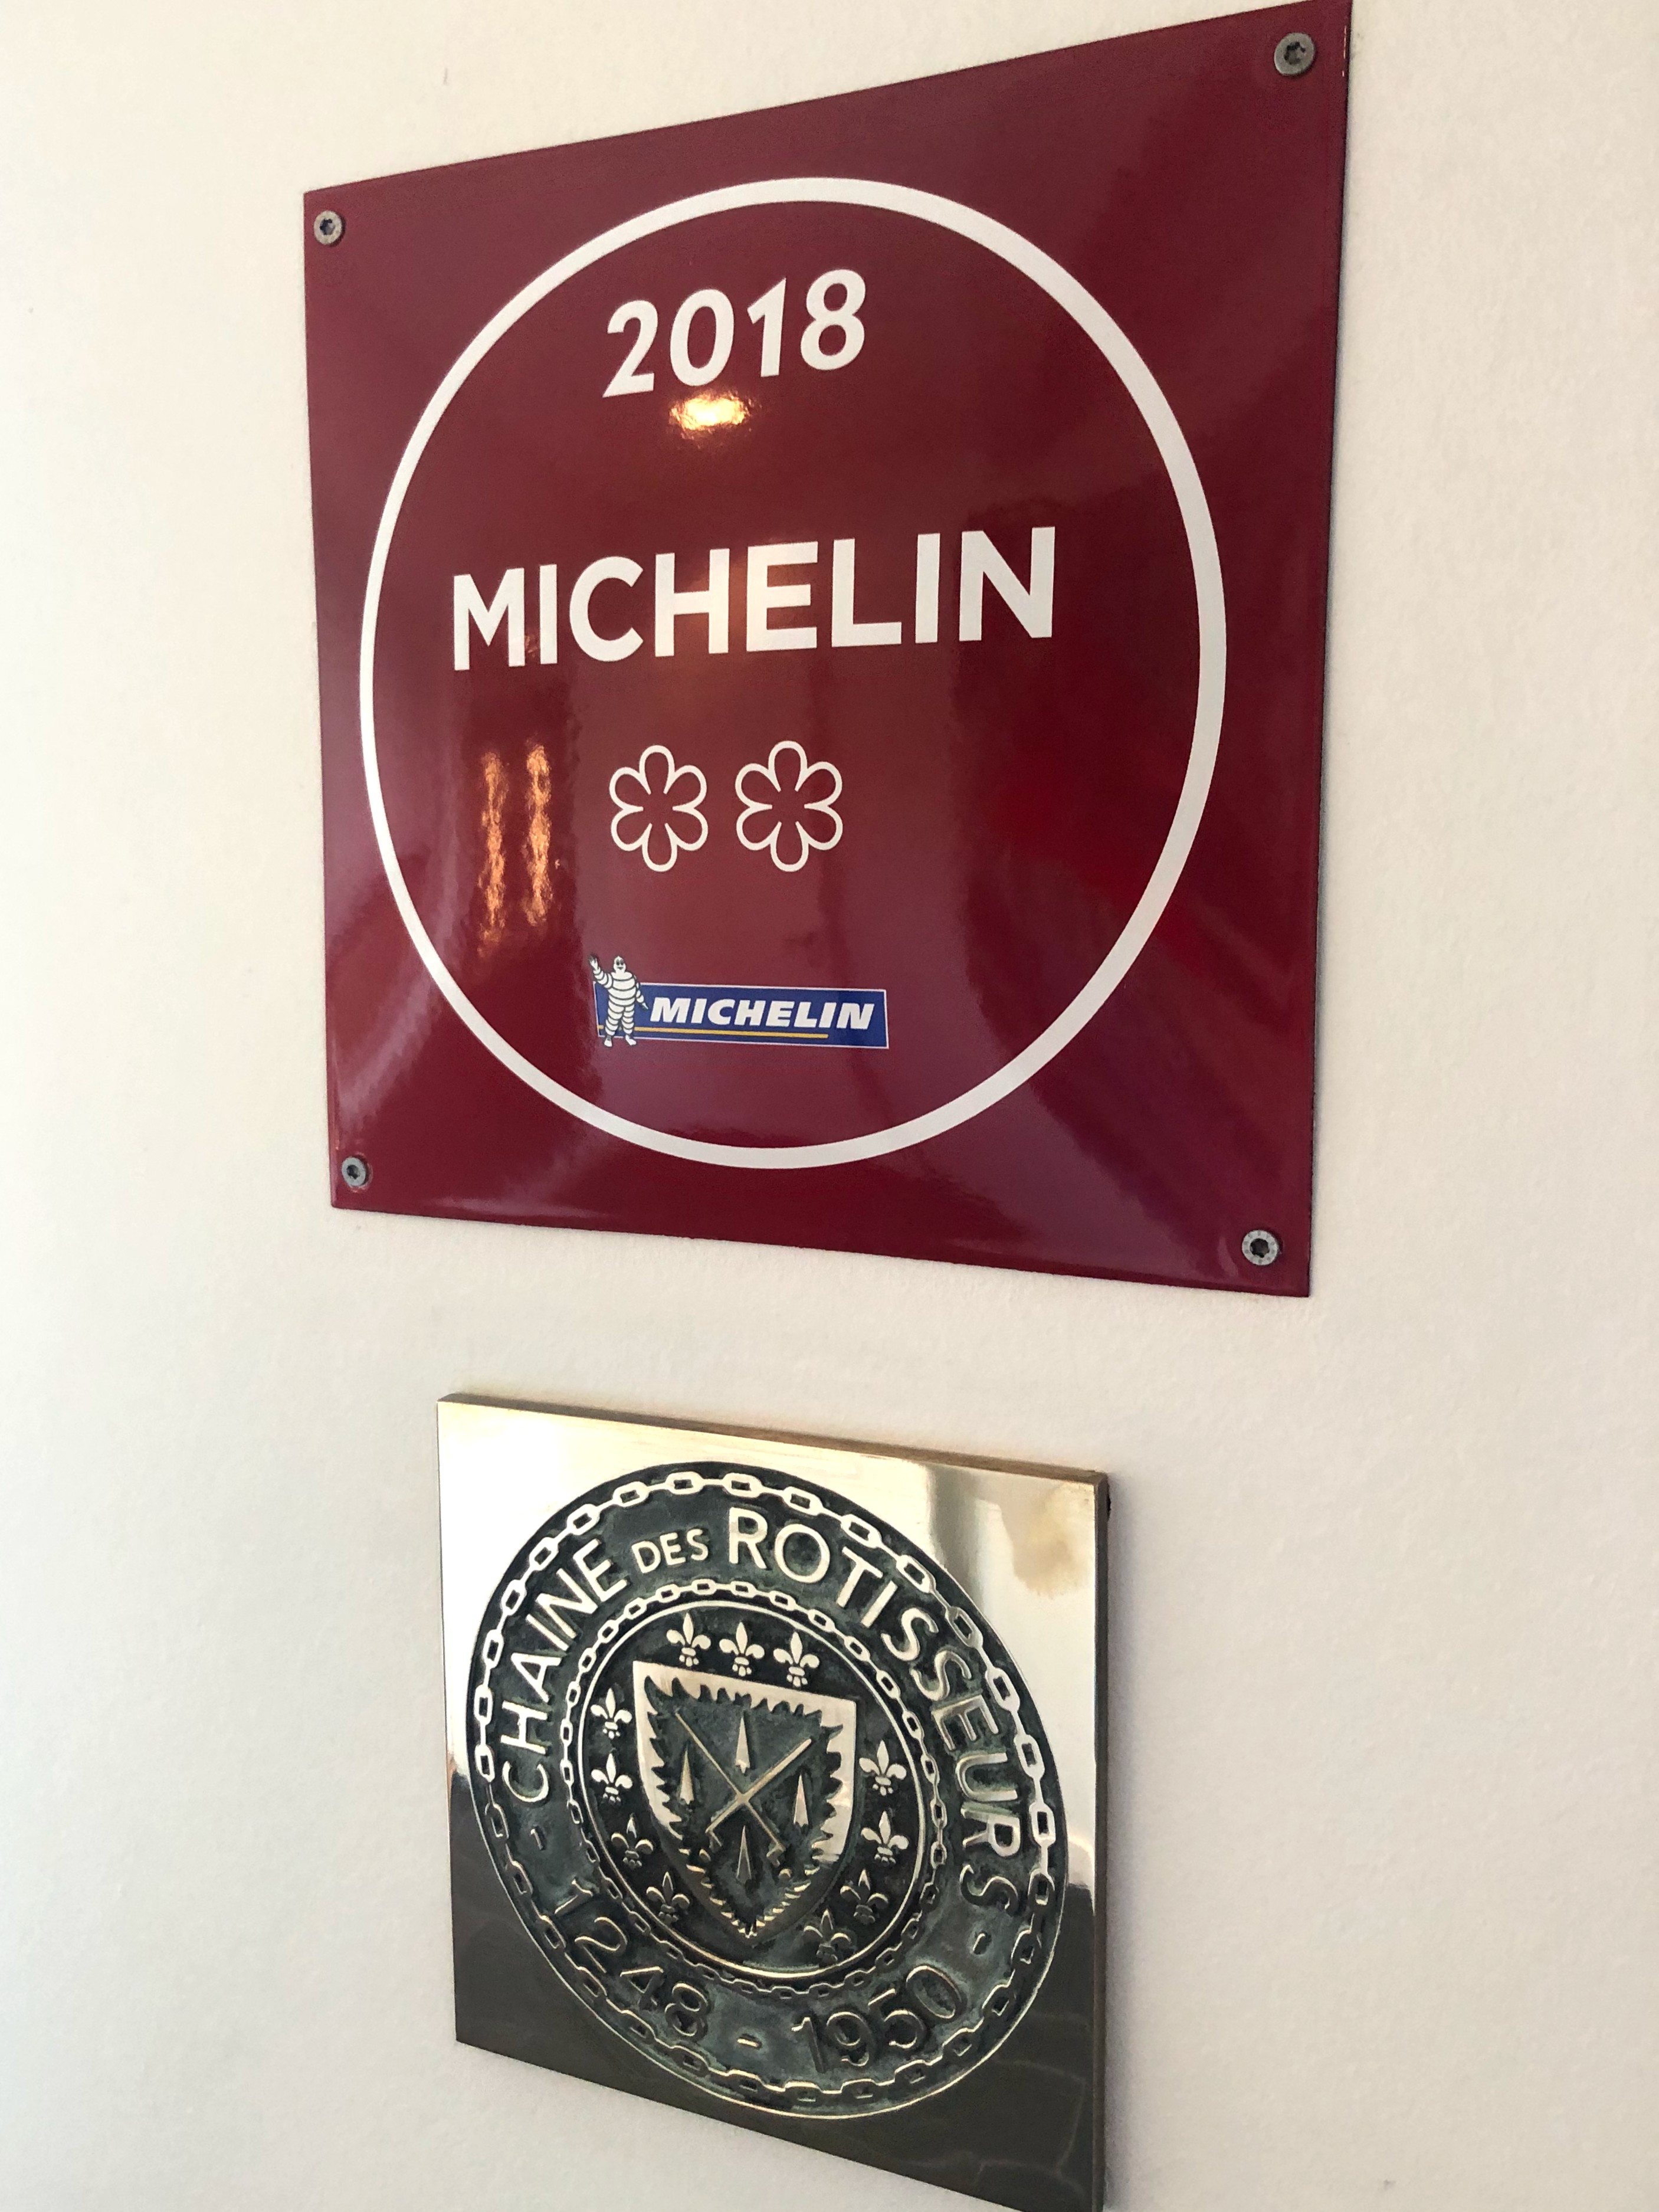 2018
MICHELIN
MICHELIN
CHAINE DES ROTISSEURS
- 1248 - 1950 -